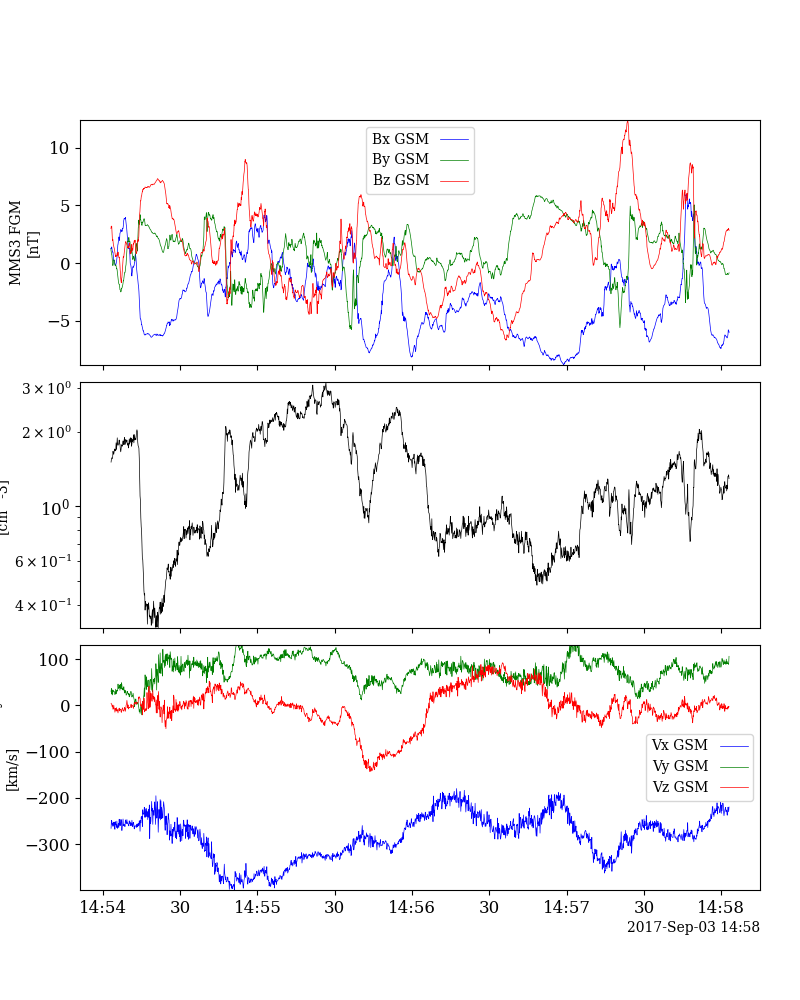 MMS3 FGM
[nT]
10
5
0
−5
Bx GSM
By GSM
Bz GSM
3×10⁰
2×10⁰
10⁰
6×10⁻¹
4×10⁻¹
100
0
−100
−200
−300
[km/s]
Vx GSM
Vy GSM
Vz GSM
14:54 30 14:55 30 14:56 30 14:57 30 14:58
2017-Sep-03 14:58